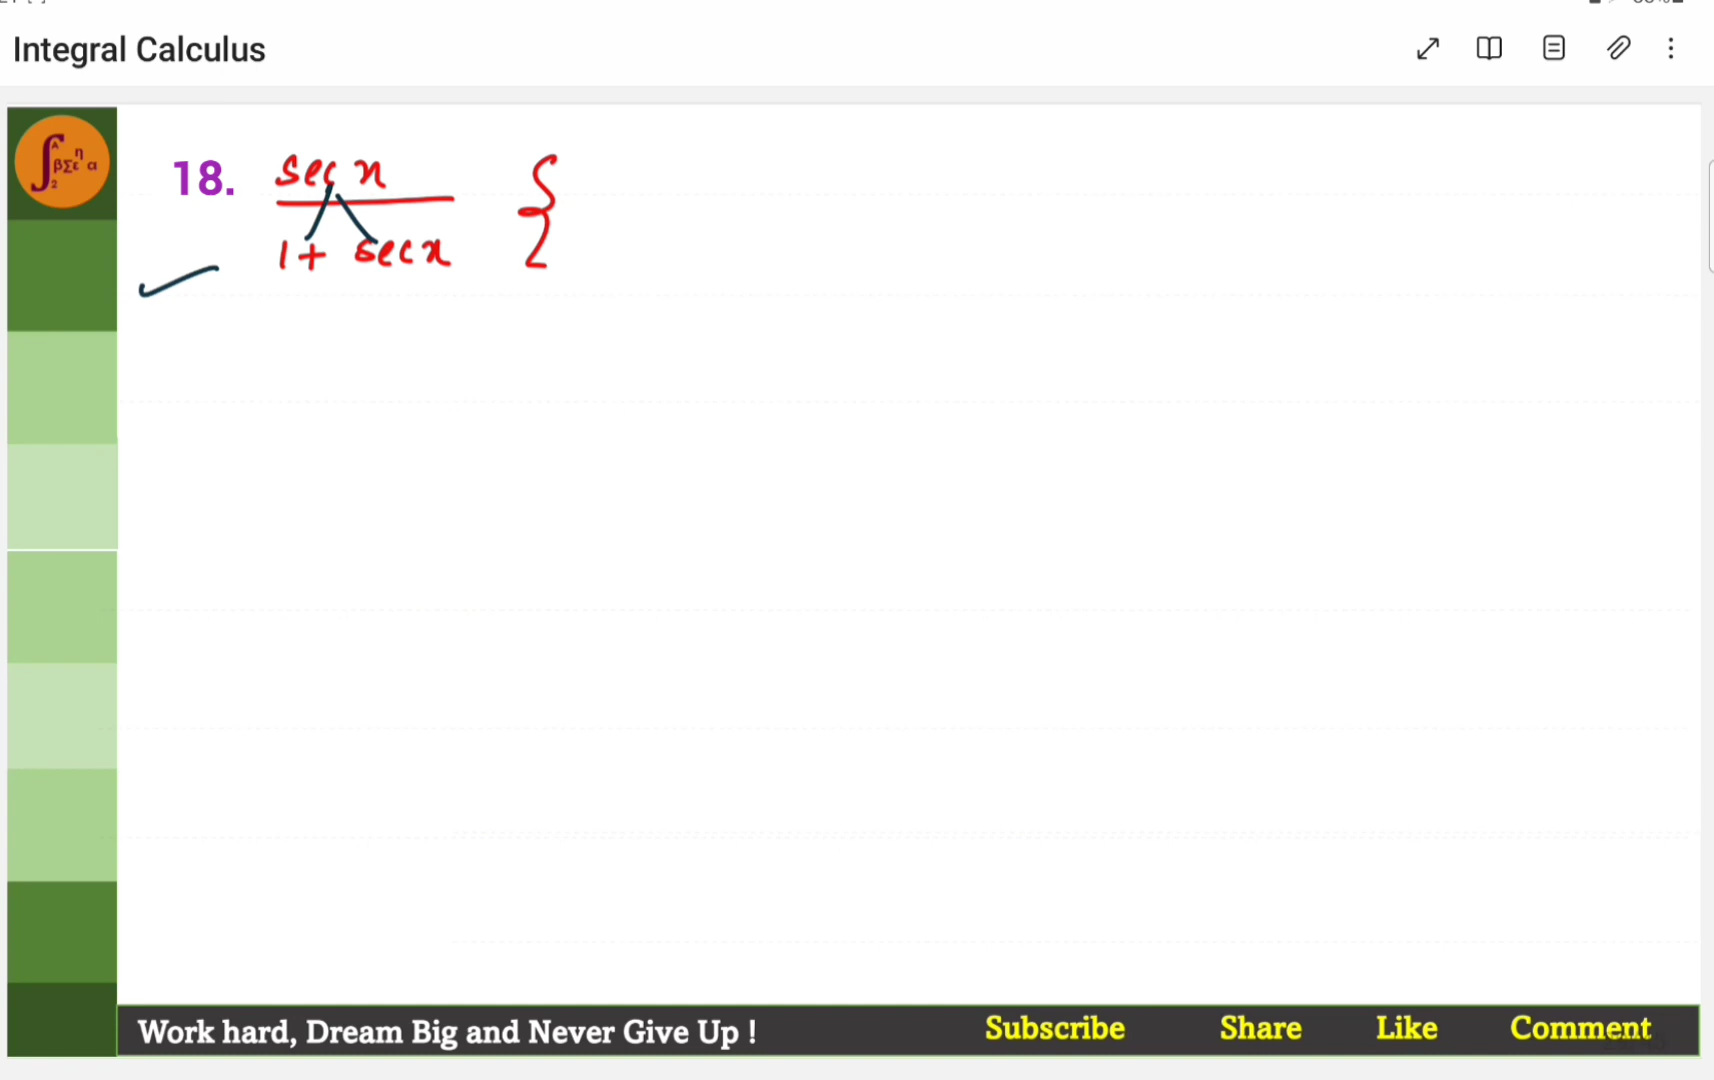 Integral Calculus
18. sec x
1 + sec x
Work hard, Dream Big and Never Give Up !
Subscribe Share Like Comment